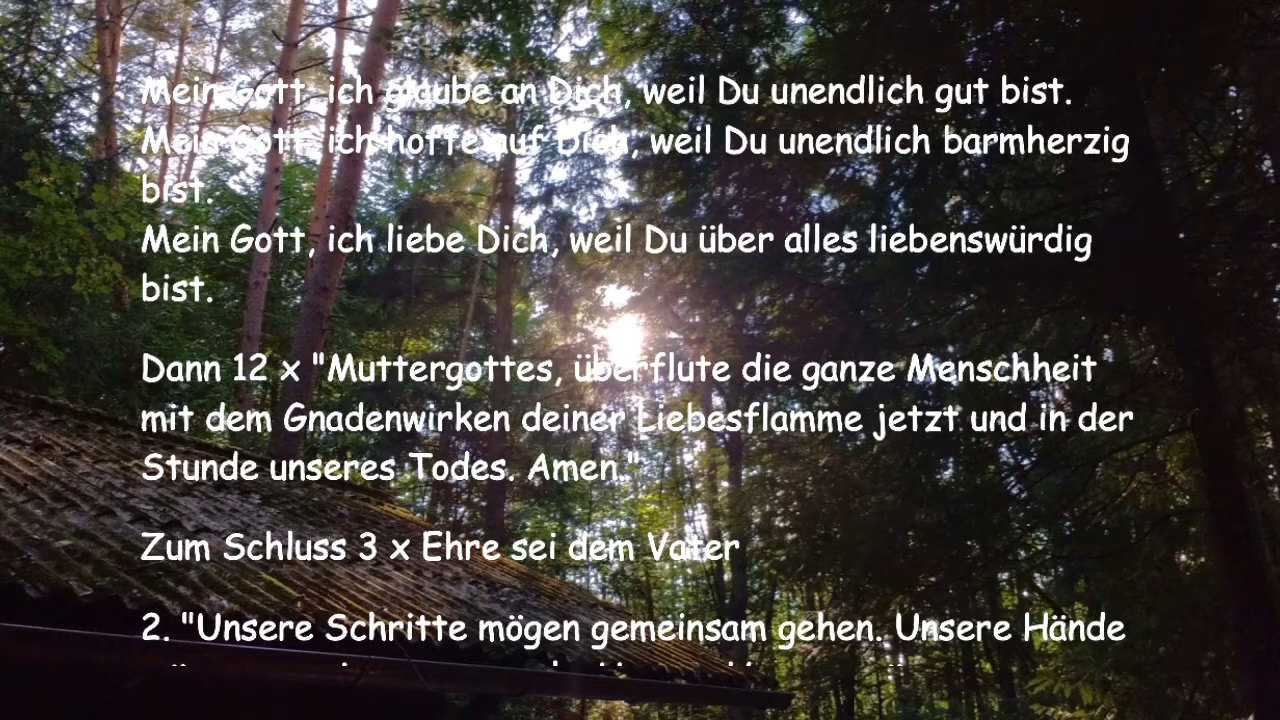 Mein Gott, ich glaube an Dich, weil Du unendlich gut bist.
Mein Gott, ich hoffe auf Dich, weil Du unendlich barmherzig
bist.
Mein Gott, ich liebe Dich, weil Du über alles liebenswürdig
bist.
Dann 12 x "Muttergottes, überflute die ganze Menschheit
mit dem Gnadenwirken deiner Liebesflamme jetzt und in der
Stunde unseres Todes. Amen."
Zum Schluss 3 x Ehre sei dem Vater
2. "Unsere Schritte mögen gemeinsam gehen. Unsere Hände